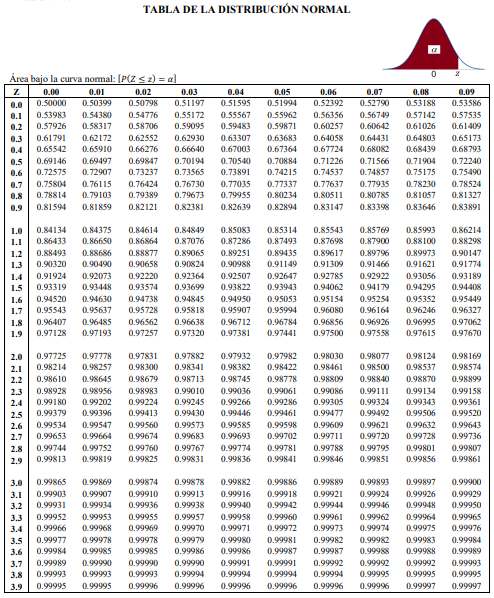 TABLA DE LA DISTRIBUCIÓN NORMAL
α
0 z
Área bajo la curva normal: [P(Z ≤ z) = α]
Z 0.00 0.01 0.02 0.03 0.04 0.05 0.06 0.07 0.08 0.09
0.0 0.50000 0.50399 0.50798 0.51197 0.51595 0.51994 0.52392 0.52790 0.53188 0.53586
0.1 0.53983 0.54380 0.54776 0.55172 0.55567 0.55962 0.56356 0.56749 0.57142 0.57535
0.2 0.57926 0.58317 0.58706 0.59095 0.59483 0.59871 0.60257 0.60642 0.61026 0.61409
0.3 0.61791 0.62172 0.62552 0.62930 0.63307 0.63683 0.64058 0.64431 0.64803 0.65173
0.4 0.65542 0.65910 0.66276 0.66640 0.67003 0.67364 0.67724 0.68082 0.68439 0.68793
0.5 0.69146 0.69497 0.69847 0.70194 0.70540 0.70884 0.71226 0.71566 0.71904 0.72240
0.6 0.72575 0.72907 0.73237 0.73565 0.73891 0.74215 0.74537 0.74857 0.75175 0.75490
0.7 0.75804 0.76115 0.76424 0.76730 0.77035 0.77337 0.77637 0.77935 0.78230 0.78524
0.8 0.78814 0.79103 0.79389 0.79673 0.79955 0.80234 0.80511 0.80785 0.81057 0.81327
0.9 0.81594 0.81859 0.82121 0.82381 0.82639 0.82894 0.83147 0.83398 0.83646 0.83891
1.0 0.84134 0.84375 0.84614 0.84849 0.85083 0.85314 0.85543 0.85769 0.85993 0.86214
1.1 0.86433 0.86650 0.86864 0.87076 0.87286 0.87493 0.87698 0.87900 0.88100 0.88298
1.2 0.88493 0.88686 0.88877 0.89065 0.89251 0.89435 0.89617 0.89796 0.89973 0.90147
1.3 0.90320 0.90490 0.90658 0.90824 0.90988 0.91149 0.91309 0.91466 0.91621 0.91774
1.4 0.91924 0.92073 0.92220 0.92364 0.92507 0.92647 0.92785 0.92922 0.93056 0.93189
1.5 0.93319 0.93448 0.93574 0.93699 0.93822 0.93943 0.94062 0.94179 0.94295 0.94408
1.6 0.94520 0.94630 0.94738 0.94845 0.94950 0.95053 0.95154 0.95254 0.95352 0.95449
1.7 0.95543 0.95637 0.95728 0.95818 0.95907 0.95994 0.96080 0.96164 0.96246 0.96327
1.8 0.96407 0.96485 0.96562 0.96638 0.96712 0.96784 0.96856 0.96926 0.96995 0.97062
1.9 0.97128 0.97193 0.97257 0.97320 0.97381 0.97441 0.97500 0.97558 0.97615 0.97670
2.0 0.97725 0.97778 0.97831 0.97882 0.97932 0.97982 0.98030 0.98077 0.98124 0.98169
2.1 0.98214 0.98257 0.98300 0.98341 0.98382 0.98422 0.98461 0.98500 0.98537 0.98574
2.2 0.98610 0.98645 0.98679 0.98713 0.98745 0.98778 0.98809 0.98840 0.98870 0.98899
2.3 0.98928 0.98956 0.98983 0.99010 0.99036 0.99061 0.99086 0.99111 0.99134 0.99158
2.4 0.99180 0.99202 0.99224 0.99245 0.99266 0.99286 0.99305 0.99324 0.99343 0.99361
2.5 0.99379 0.99396 0.99413 0.99430 0.99446 0.99461 0.99477 0.99492 0.99506 0.99520
2.6 0.99534 0.99547 0.99560 0.99573 0.99585 0.99598 0.99609 0.99621 0.99632 0.99643
2.7 0.99653 0.99664 0.99674 0.99683 0.99693 0.99702 0.99711 0.99720 0.99728 0.99736
2.8 0.99744 0.99752 0.99760 0.99767 0.99774 0.99781 0.99788 0.99795 0.99801 0.99807
2.9 0.99813 0.99819 0.99825 0.99831 0.99836 0.99841 0.99846 0.99851 0.99856 0.99861
3.0 0.99865 0.99869 0.99874 0.99878 0.99882 0.99886 0.99889 0.99893 0.99897 0.99900
3.1 0.99903 0.99907 0.99910 0.99913 0.99916 0.99918 0.99921 0.99924 0.99926 0.99929
3.2 0.99931 0.99934 0.99936 0.99938 0.99940 0.99942 0.99944 0.99946 0.99948 0.99950
3.3 0.99952 0.99953 0.99955 0.99957 0.99958 0.99960 0.99961 0.99962 0.99964 0.99965
3.4 0.99966 0.99968 0.99969 0.99970 0.99971 0.99972 0.99973 0.99974 0.99975 0.99976
3.5 0.99977 0.99978 0.99978 0.99979 0.99980 0.99981 0.99982 0.99982 0.99983 0.99984
3.6 0.99984 0.99985 0.99985 0.99986 0.99986 0.99987 0.99987 0.99988 0.99988 0.99989
3.7 0.99989 0.99990 0.99990 0.99990 0.99991 0.99991 0.99992 0.99992 0.99992 0.99993
3.8 0.99993 0.99993 0.99993 0.99994 0.99994 0.99994 0.99994 0.99995 0.99995 0.99995
3.9 0.99995 0.99995 0.99996 0.99996 0.99996 0.99996 0.99996 0.99996 0.99997 0.99997